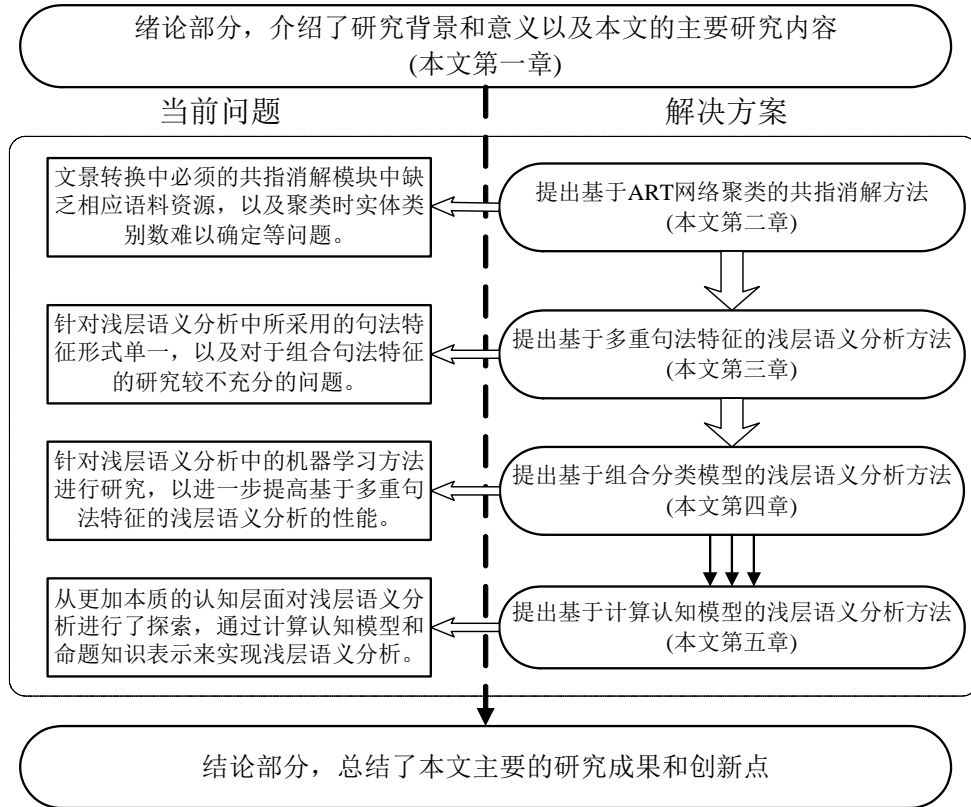 绪论部分，介绍了研究背景和意义以及本文的主要研究内容
(本文第一章)
当前问题
解决方案
文景转换中必须的共指消解模块中缺
乏相应语料资源，以及聚类时实体类
别数难以确定等问题。
提出基于ART网络聚类的共指消解方法
(本文第二章)
针对浅层语义分析中所采用的句法特
征形式单一，以及对于组合句法特征
的研究较不充分的问题。
提出基于多重句法特征的浅层语义分析方法
(本文第三章)
针对浅层语义分析中的机器学习方法
进行研究，以进一步提高基于多重句
法特征的浅层语义分析的性能。
提出基于组合分类模型的浅层语义分析方法
(本文第四章)
从更加本质的认知层面对浅层语义分
析进行了探索，通过计算认知模型和
命题知识表示来实现浅层语义分析。
提出基于计算认知模型的浅层语义分析方法
(本文第五章)
结论部分，总结了本文主要的研究成果和创新点